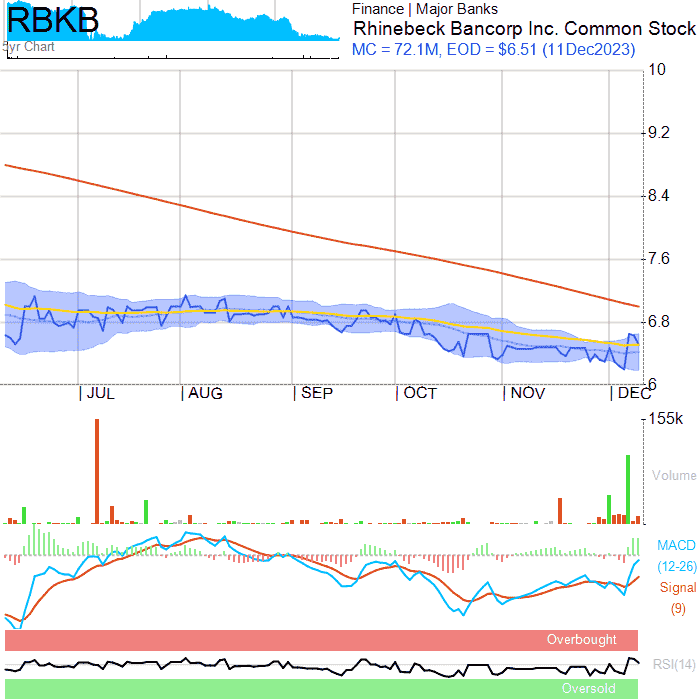 RBKB
5yr Chart
Finance | Major Banks
Rhinebeck Bancorp Inc. Common Stock
MC = 72.1M, EOD = $6.51 (11Dec2023)
10
9.2
8.4
7.6
6.8
6
JUL AUG SEP OCT NOV DEC
155k
Volume
MACD
(12-26)
Signal
(9)
Overbought
RSI(14)
Oversold